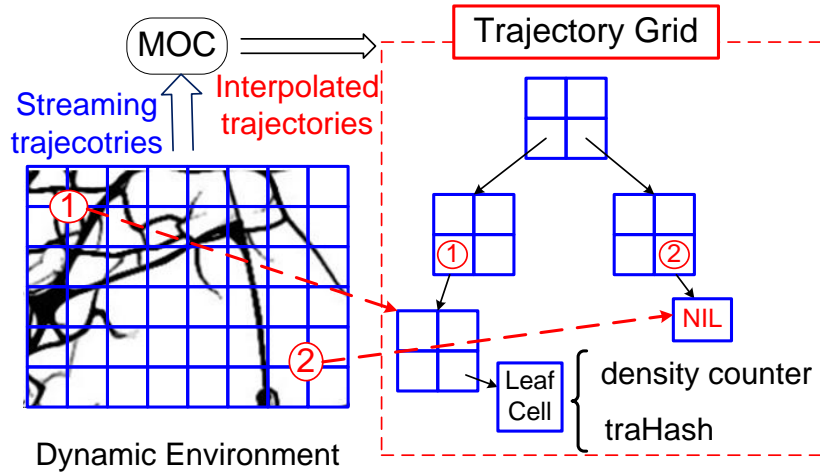 MOC
Trajectory Grid
Streaming
trajecotries
Interpolated
trajectories
1
2
1
2
NIL
Leaf
Cell
density counter
traHash
Dynamic Environment